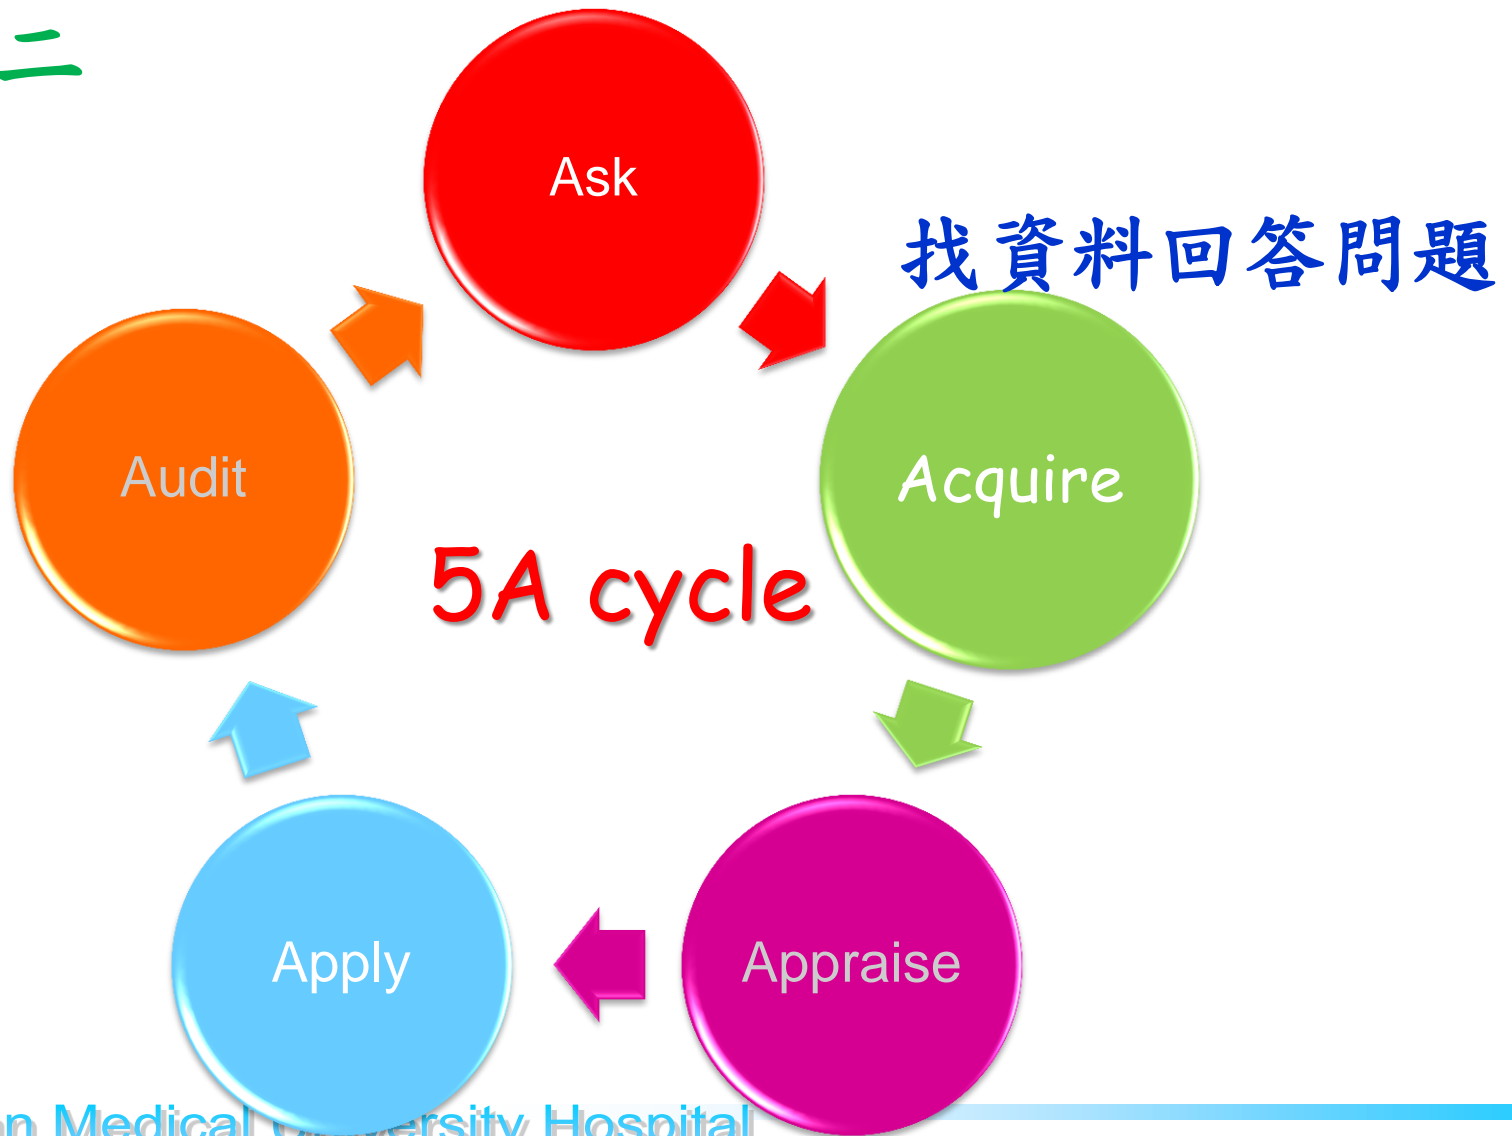 二
Ask
找資料回答問題
Audit
Acquire
5A cycle
Apply
Appraise
Medical Hospital